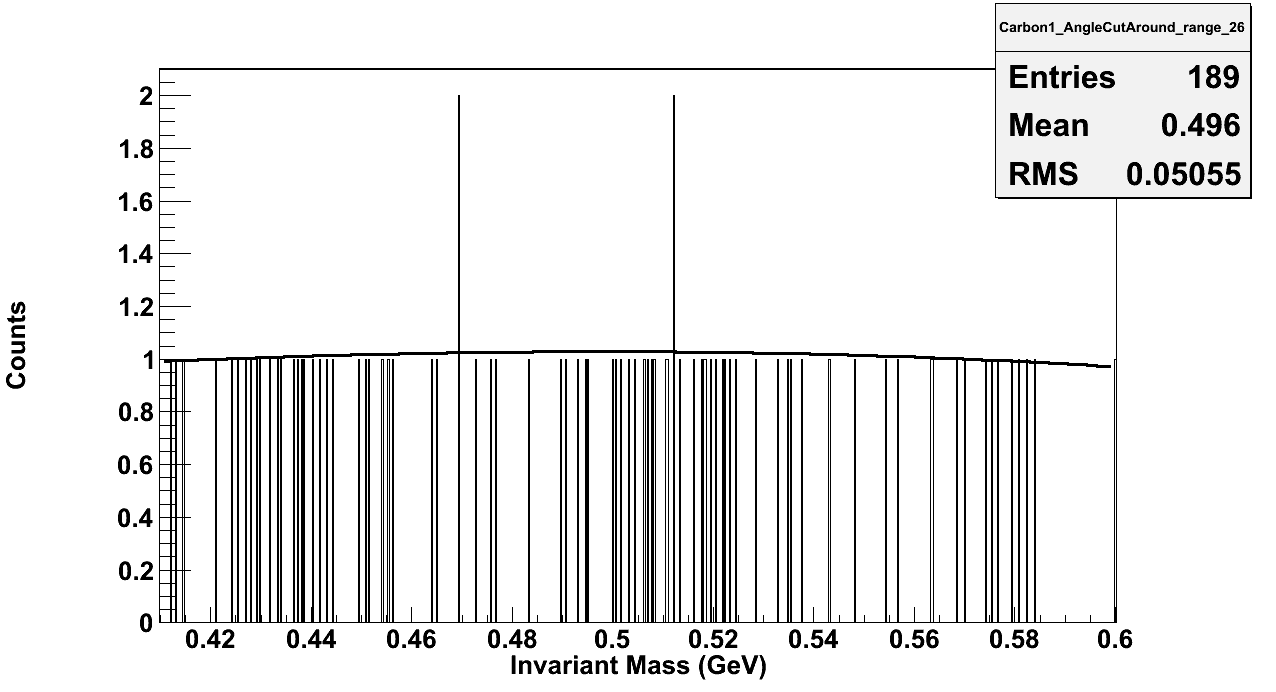 Carbon1_AngleCutAround_range_26
Entries 189
Mean 0.496
RMS 0.05055
Counts
2
1.8
1.6
1.4
1.2
1
0.8
0.6
0.4
0.2
0
0.42 0.44 0.46 0.48 0.5 0.52 0.54 0.56 0.58 0.6
Invariant Mass (GeV)